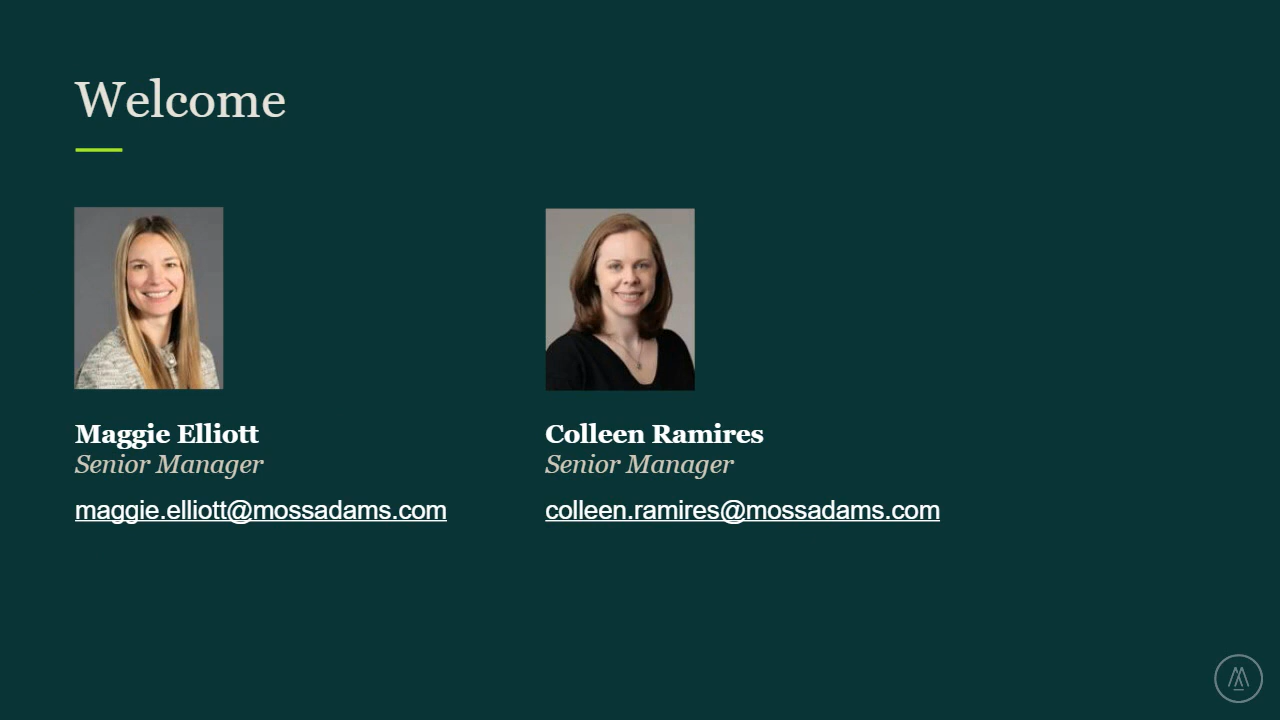 Welcome
Maggie Elliott
Senior Manager
maggie.elliott@mossadams.com
Colleen Ramires
Senior Manager
colleen.ramires@mossadams.com